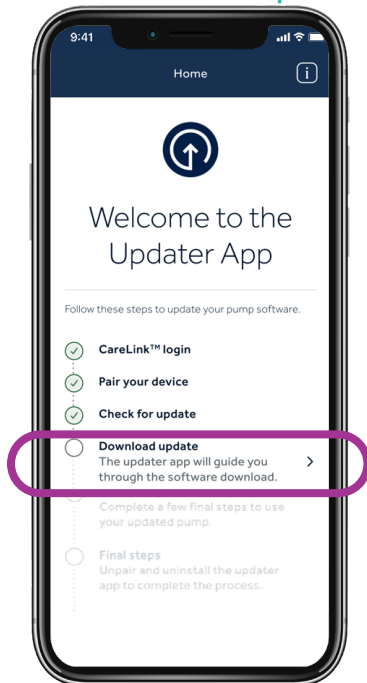 9:41
Home
i
Welcome to the
Updater App
Follow these steps to update your pump software.
CareLink™ login
Pair your device
Check for update
Download update
The updater app will guide you
through the software download.
Complete a few final steps to use
your updated pump.
Final steps
Unpair and uninstall the updater
app to complete the process.